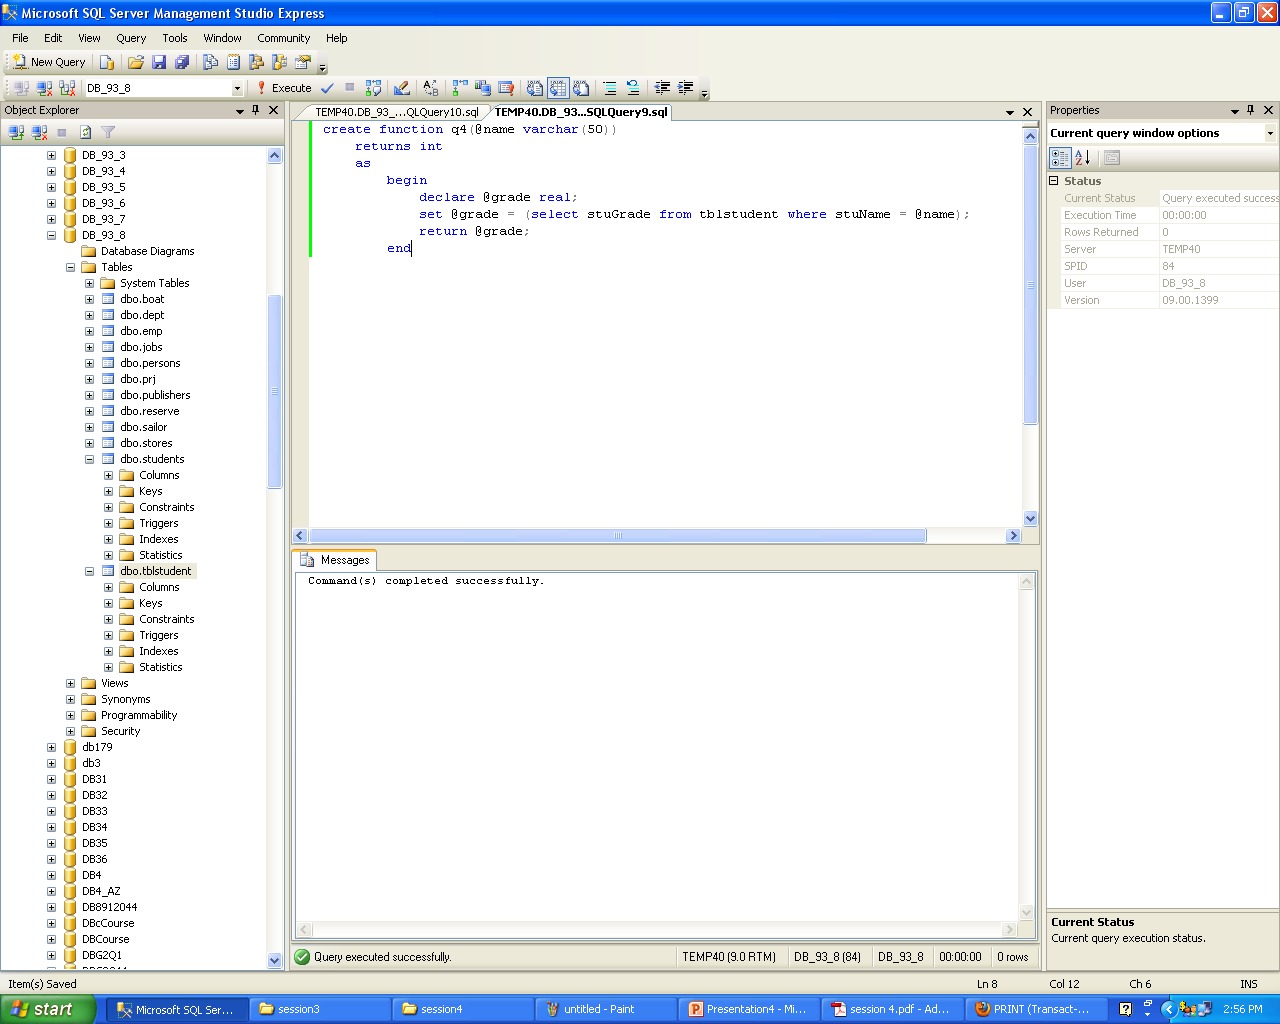 Microsoft SQL Server Management Studio Express
File Edit View Query Tools Window Community Help
New Query
DB_93_8
Execute
Object Explorer
DB_93_3
DB_93_4
DB_93_5
DB_93_6
DB_93_7
DB_93_8
Database Diagrams
Tables
System Tables
dbo.boat
dbo.dept
dbo.emp
dbo.jobs
dbo.persons
dbo.prj
dbo.publishers
dbo.reserve
dbo.sailor
dbo.stores
dbo.students
Columns
Keys
Constraints
Triggers
Indexes
Statistics
dbo.tblstudent
Columns
Keys
Constraints
Triggers
Indexes
Statistics
Views
Synonyms
Programmability
Security
db179
db3
DB31
DB32
DB33
DB34
DB35
DB36
DB4
DB4_AZ
DB8912044
DBcCourse
DBCourse
DBG2Q1
TEMP40.DB_93_...QLQuery10.sql
TEMP40.DB_93...SQLQuery9.sql
create function q4(@name varchar(50))
returns int
as
begin
declare @grade real;
set @grade = (select stuGrade from tblstudent where stuName = @name);
return @grade;
end
Messages
Command(s) completed successfully.
Query executed successfully.
TEMP40 (9.0 RTM)
DB_93_8 (84)
DB_93_8
00:00:00
0 rows
Properties
Current query window options
Status
Current Status Query executed success
Execution Time 00:00:00
Rows Returned 0
Server TEMP40
SPID 84
User DB_93_8
Version 09.00.1399
Current Status
Current query execution status.
Item(s) Saved
Ln 8
Col 12
Ch 6
INS
start
Microsoft SQL Ser...
session3
session4
untitled - Paint
Presentation4 - Mi...
session 4.pdf - Ad...
PRINT (Transact-...
2:56 PM